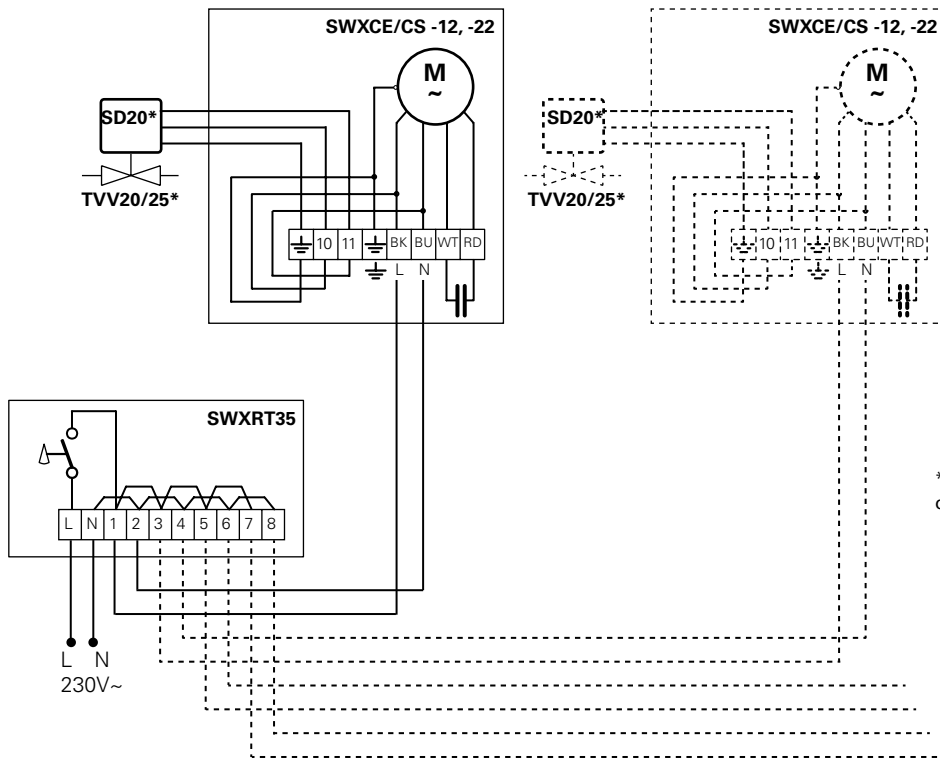 SWXCE/CS -12, -22
M
~
SD20*
TVV20/25*
10 11 BK BU WT RD
L N
SWXCE/CS -12, -22
M
~
SD20*
TVV20/25*
10 11 BK BU WT RD
L N
SWXRT35
L N 1 2 3 4 5 6 7 8
L N
230V~
*